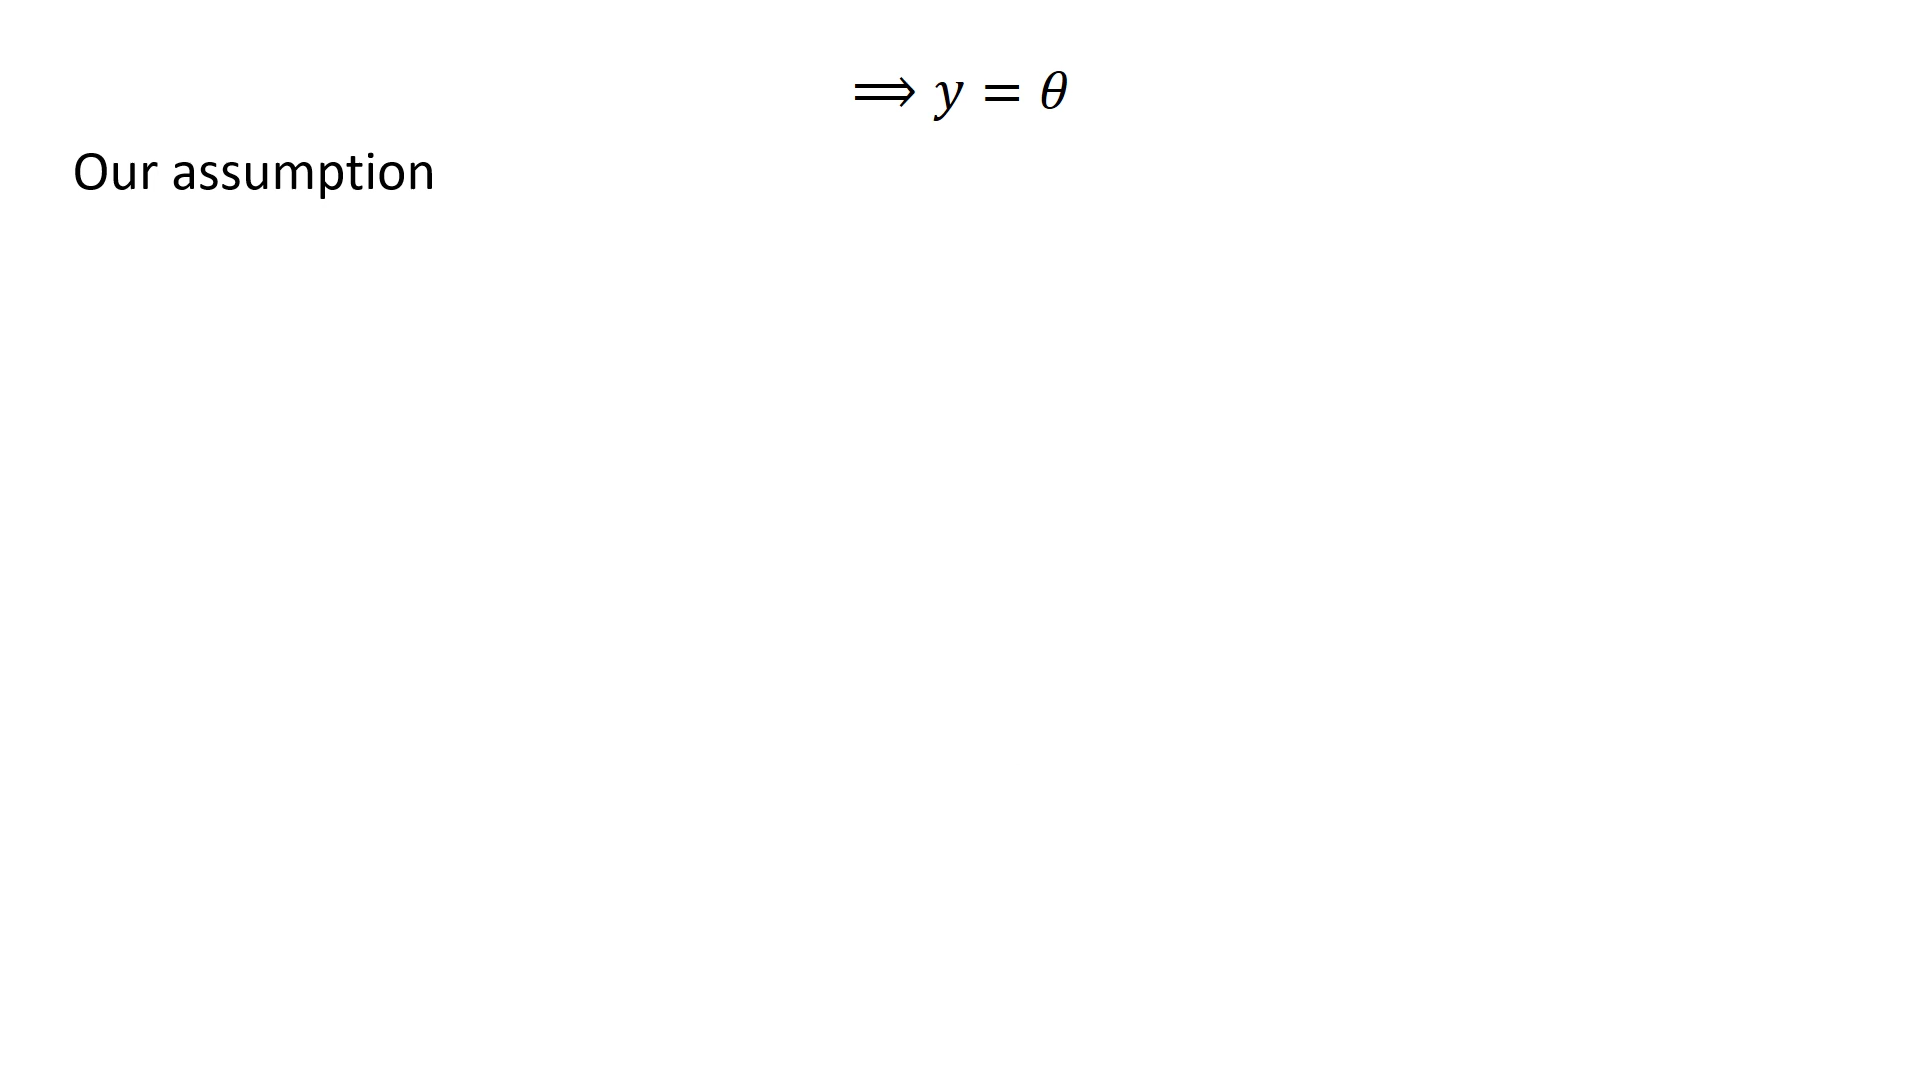 ⟹ y = θ
Our assumption